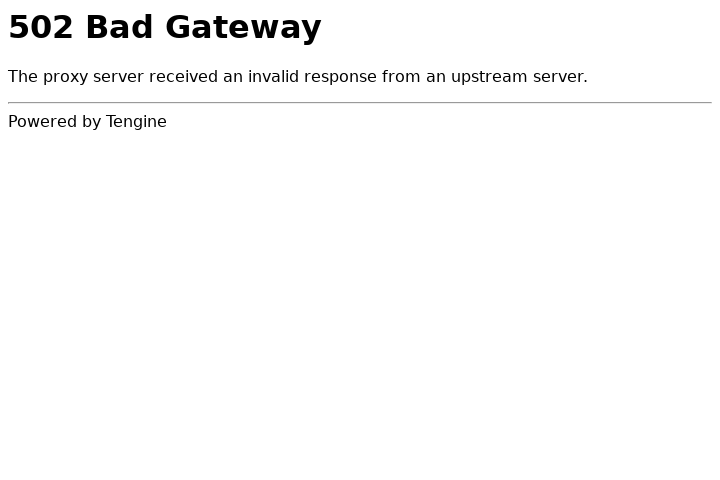 502 Bad Gateway
The proxy server received an invalid response from an upstream server.
Powered by Tengine